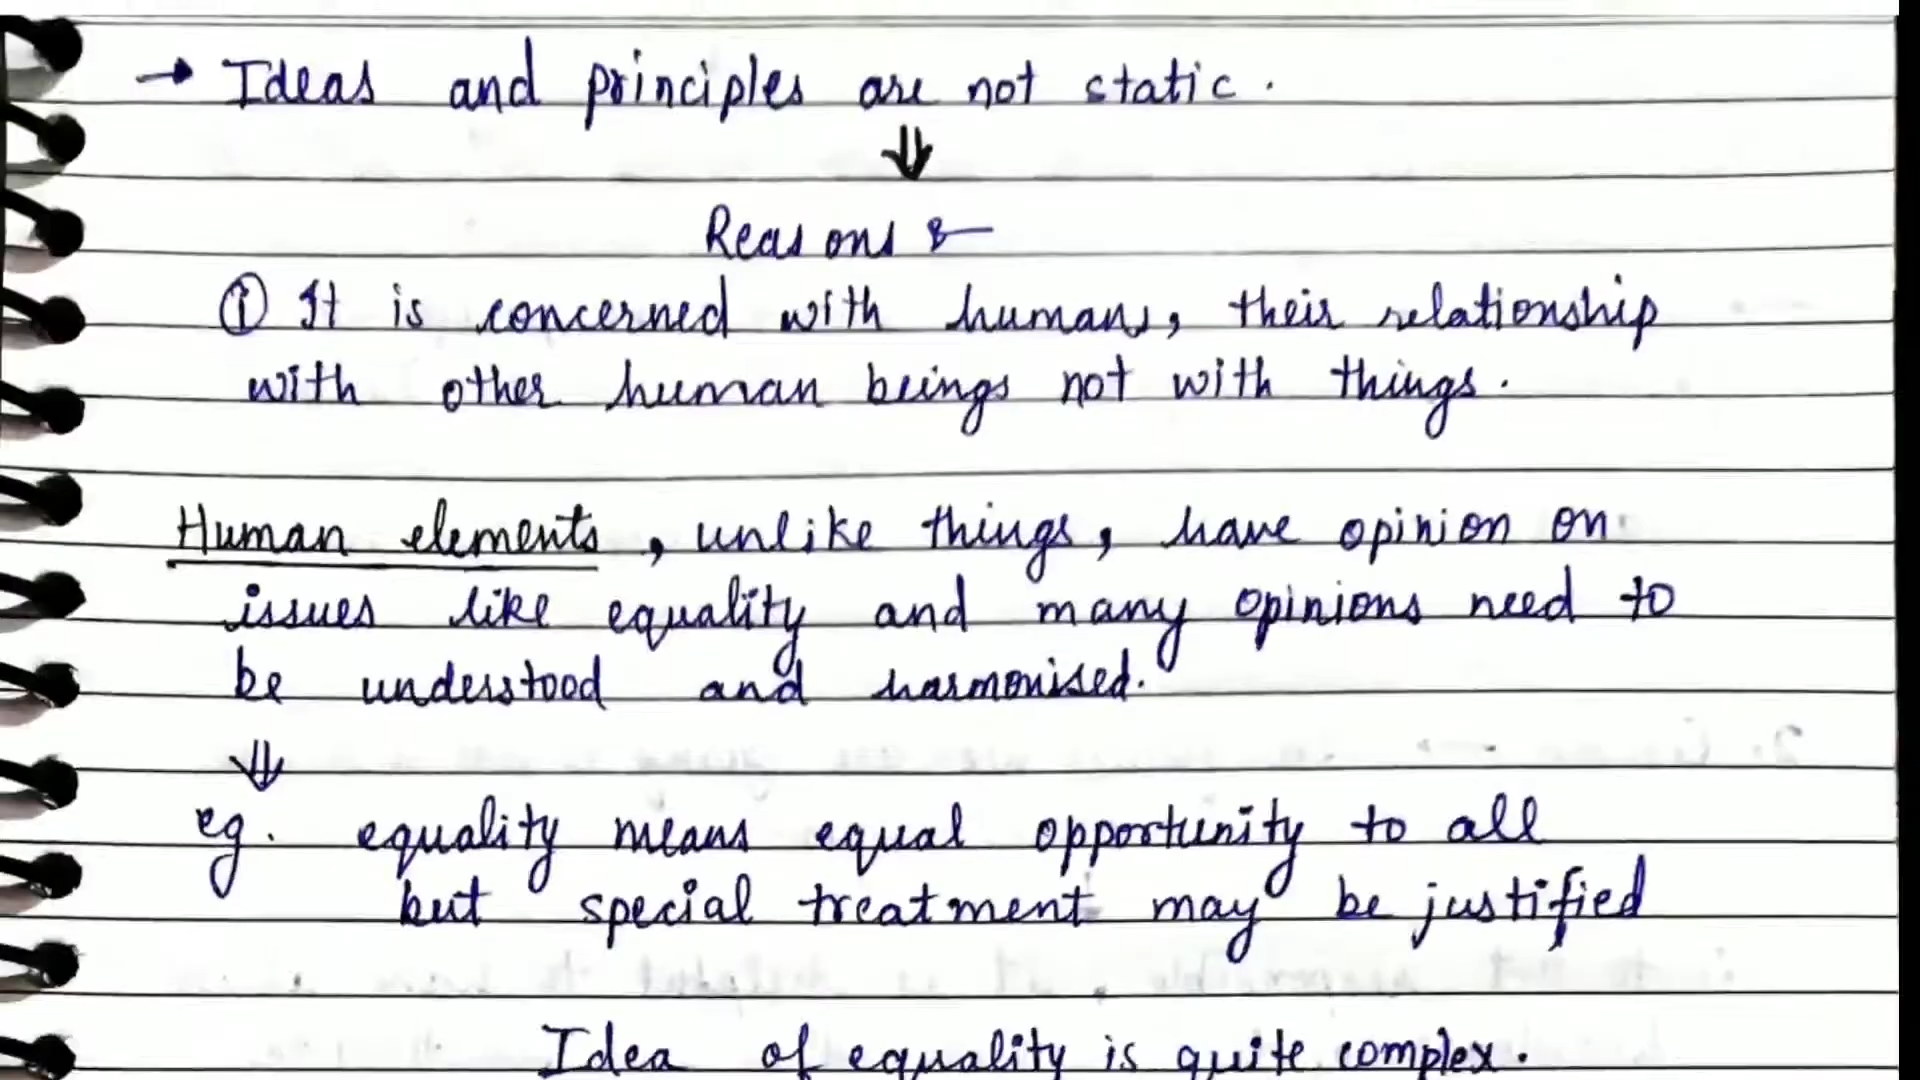 → Ideas and principles are not static.
⇓
Reasons :-
① It is concerned with humans, their relationship
with other human beings not with things.
Human elements, unlike things, have opinion on
issues like equality and many opinions need to
be understood and harmonised.
⇓
eg. equality means equal opportunity to all
but special treatment may be justified
Idea of equality is quite complex.